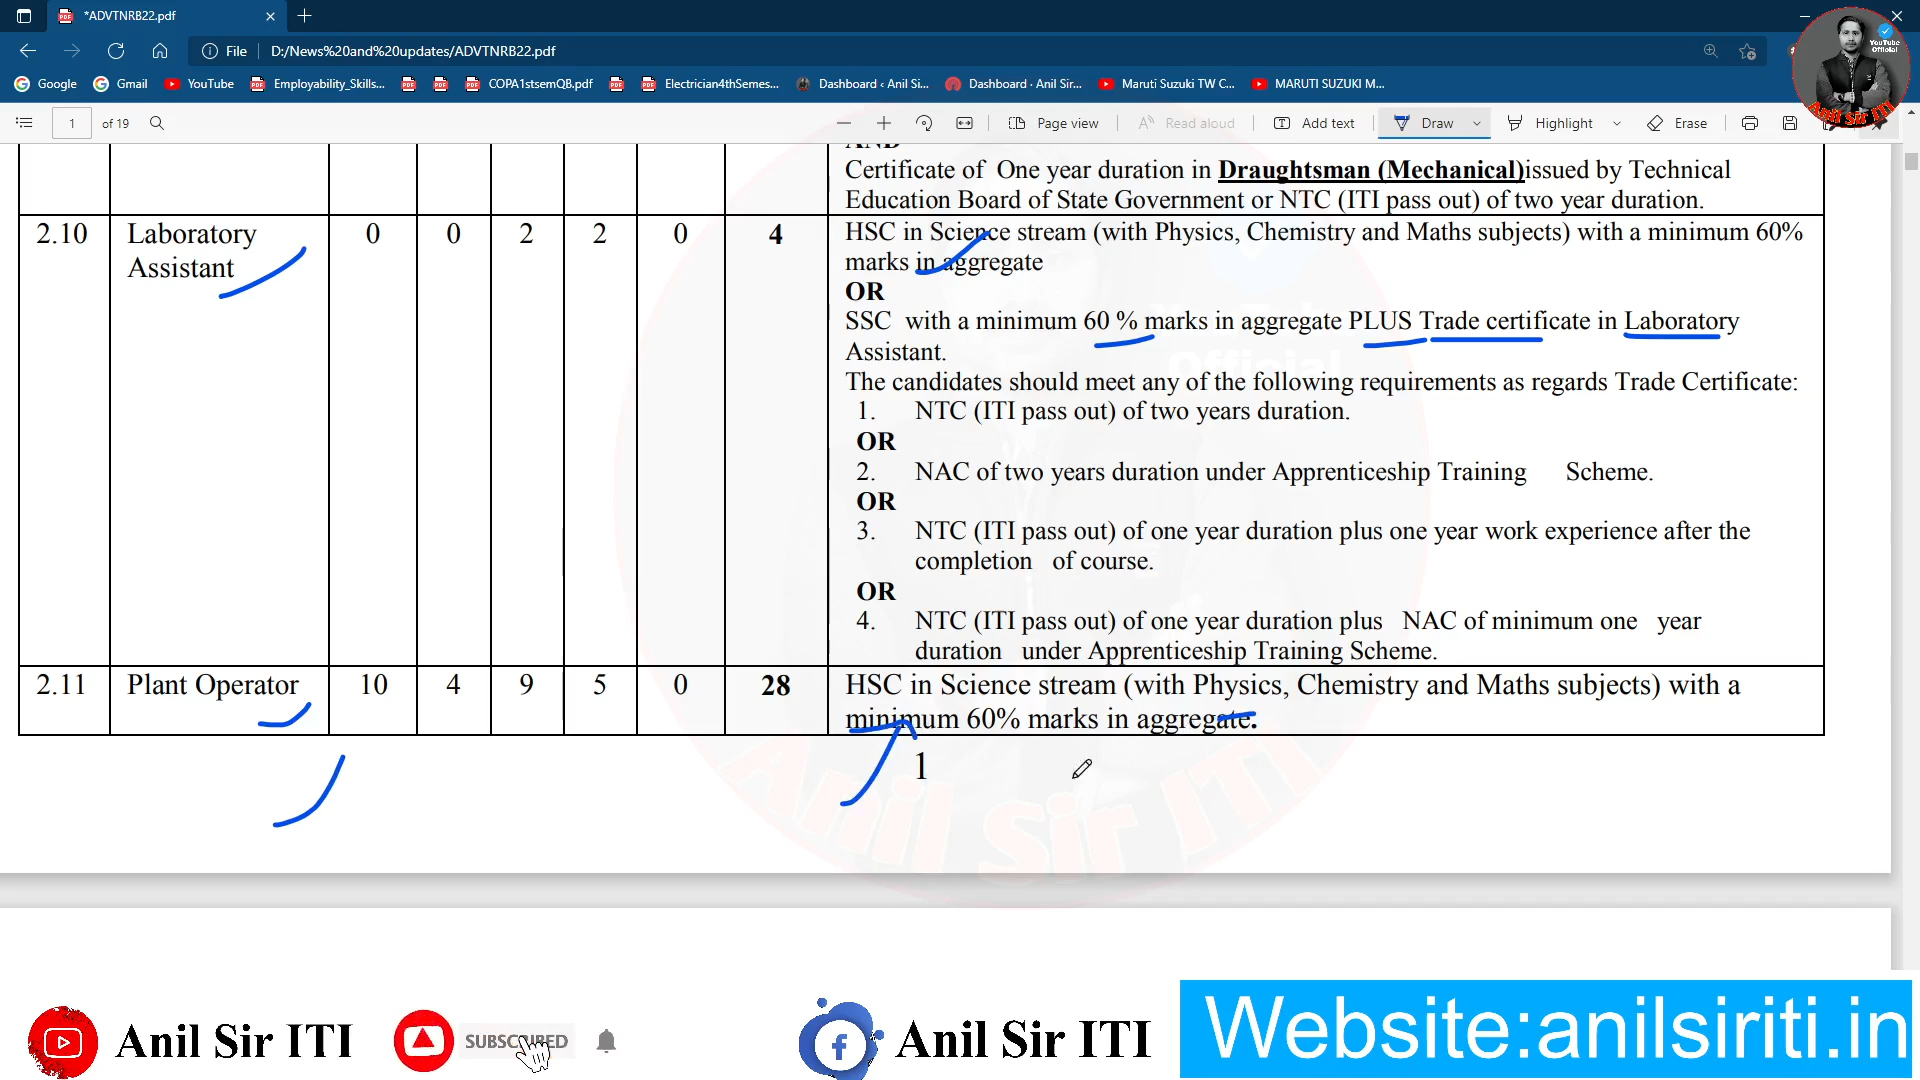 *ADVTNRB22.pdf
File D:/News%20and%20updates/ADVTNRB22.pdf
Google Gmail YouTube Employability_Skills... COPA1stsemQB.pdf Electrician4thSemes... Dashboard ‹ Anil Si... Dashboard · Anil Sir... Maruti Suzuki TW C... MARUTI SUZUKI M...
YouTube
Official
Anil Sir ITI
1 of 19 Page view Read aloud Add text Draw Highlight Erase
AND
Certificate of One year duration in Draughtsman (Mechanical)issued by Technical
Education Board of State Government or NTC (ITI pass out) of two year duration.
2.10 Laboratory 0 0 2 2 0 4 HSC in Science stream (with Physics, Chemistry and Maths subjects) with a minimum 60%
Assistant marks in aggregate
OR
SSC with a minimum 60 % marks in aggregate PLUS Trade certificate in Laboratory
Assistant.
The candidates should meet any of the following requirements as regards Trade Certificate:
1. NTC (ITI pass out) of two years duration.
OR
2. NAC of two years duration under Apprenticeship Training Scheme.
OR
3. NTC (ITI pass out) of one year duration plus one year work experience after the
completion of course.
OR
4. NTC (ITI pass out) of one year duration plus NAC of minimum one year
duration under Apprenticeship Training Scheme.
2.11 Plant Operator 10 4 9 5 0 28 HSC in Science stream (with Physics, Chemistry and Maths subjects) with a
minimum 60% marks in aggregate.
1
Anil Sir ITI
Anil Sir ITI SUBSCRIBED Anil Sir ITI Website:anilsiriti.in